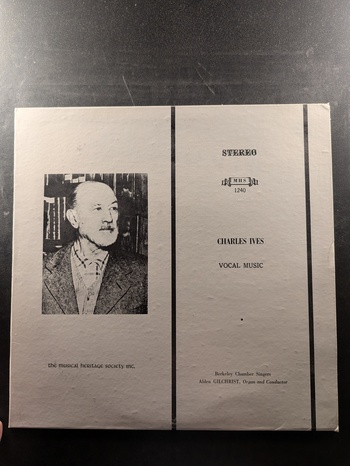 STEREO
MHS
1240
CHARLES IVES
VOCAL MUSIC
the musical heritage society inc.
Berkeley Chamber Singers
Alden GILCHRIST, Organ and Conductor